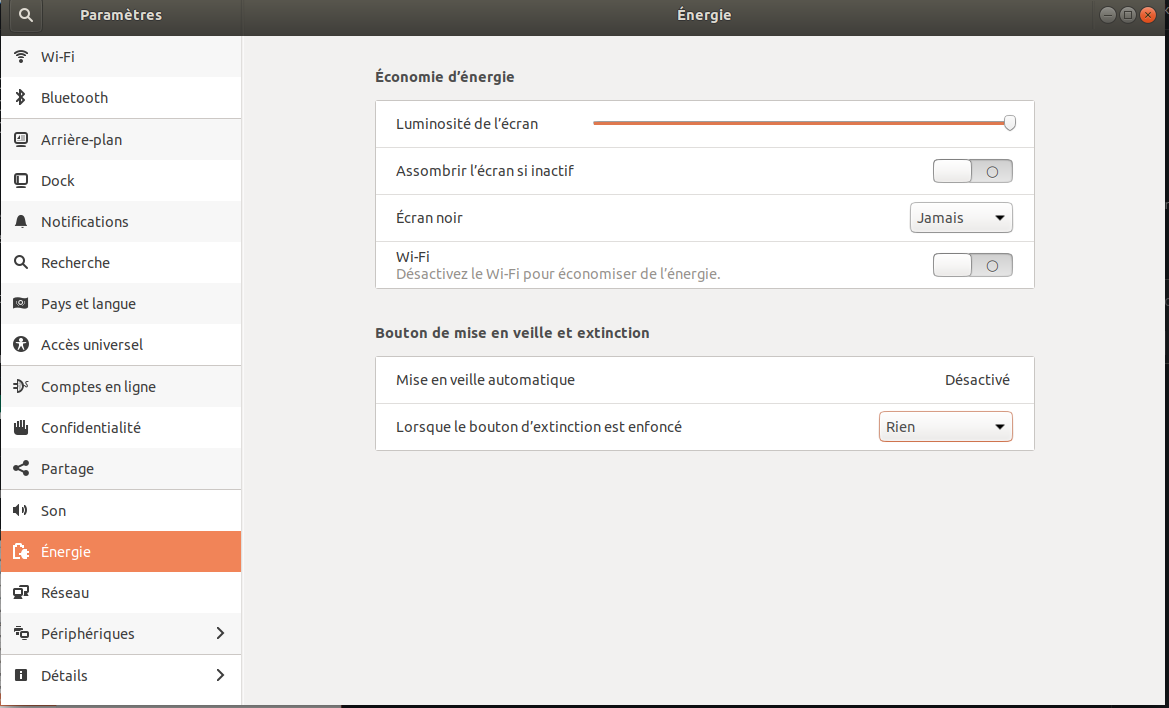 Paramètres
Énergie
Wi-Fi
Bluetooth
Arrière-plan
Dock
Notifications
Recherche
Pays et langue
Accès universel
Comptes en ligne
Confidentialité
Partage
Son
Énergie
Réseau
Périphériques
Détails
Économie d’énergie
Luminosité de l’écran
Assombrir l’écran si inactif
Écran noir
Jamais
Wi-Fi
Désactivez le Wi-Fi pour économiser de l’énergie.
Bouton de mise en veille et extinction
Mise en veille automatique
Désactivé
Lorsque le bouton d’extinction est enfoncé
Rien